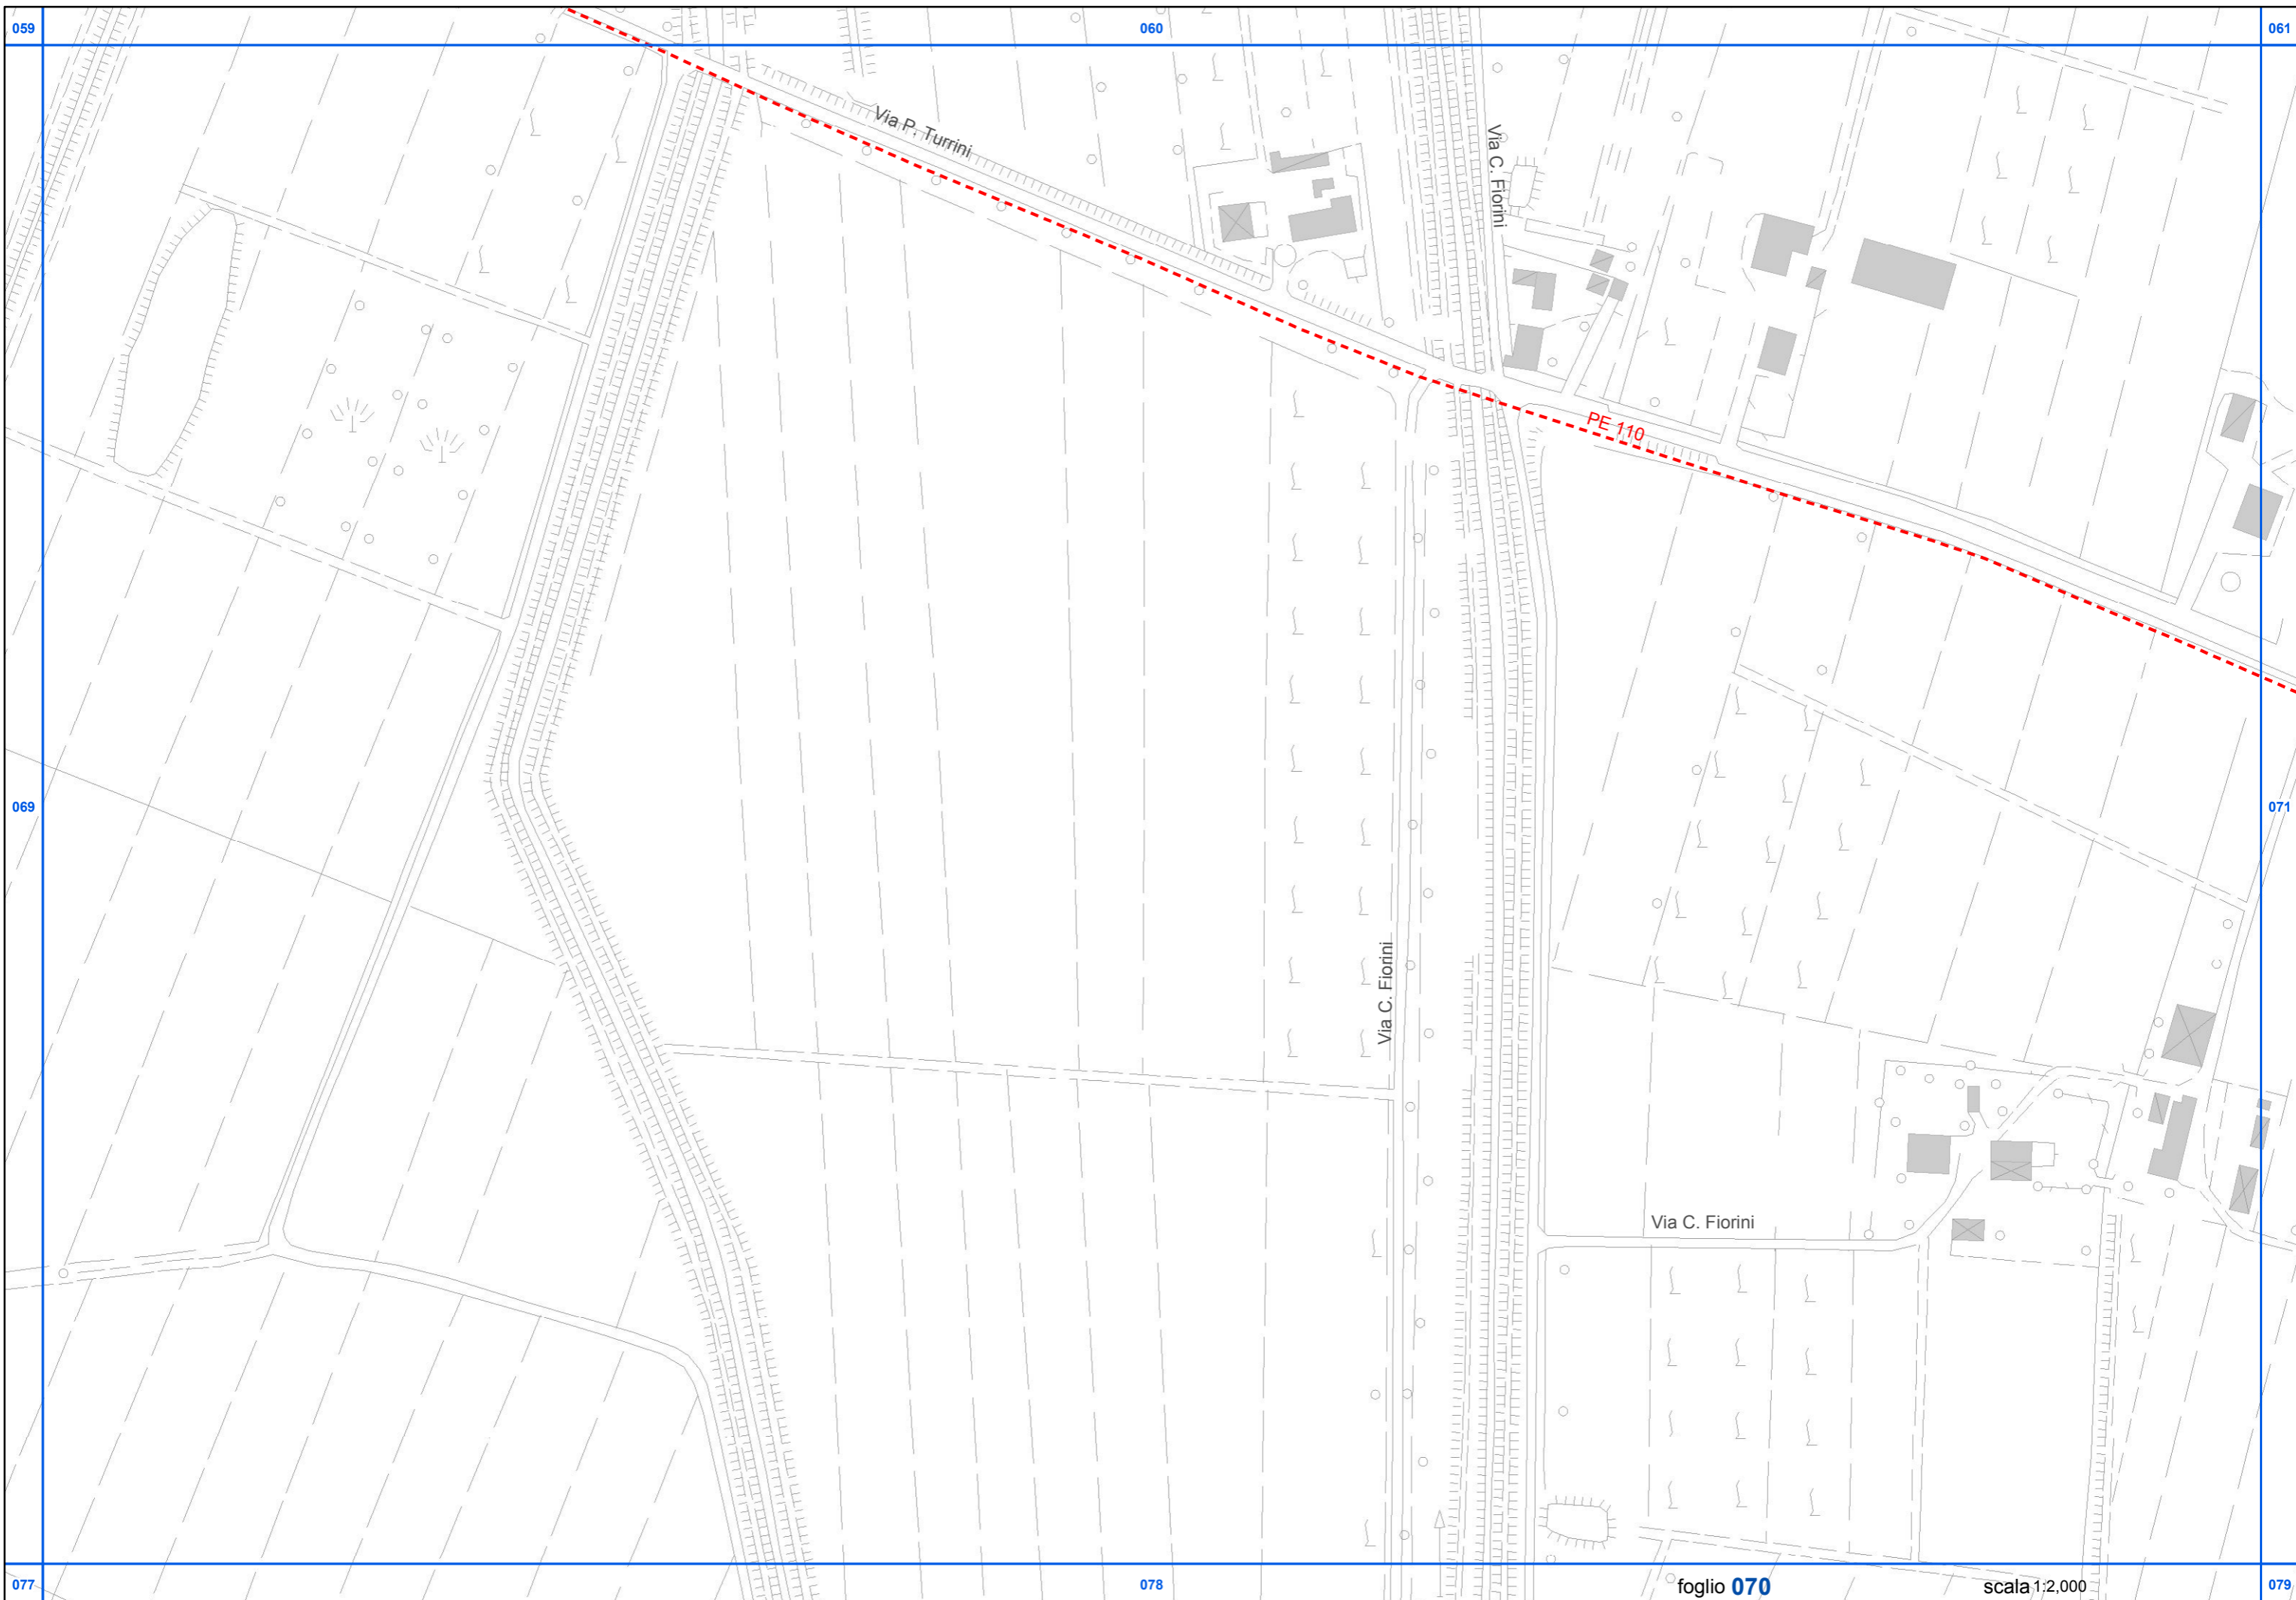 059
060
061
Via P. Turrini
Via C. Fiorini
PE 110
069
071
Via C. Fiorini
Via C. Fiorini
077
078
foglio 070
scala 1:2,000
079